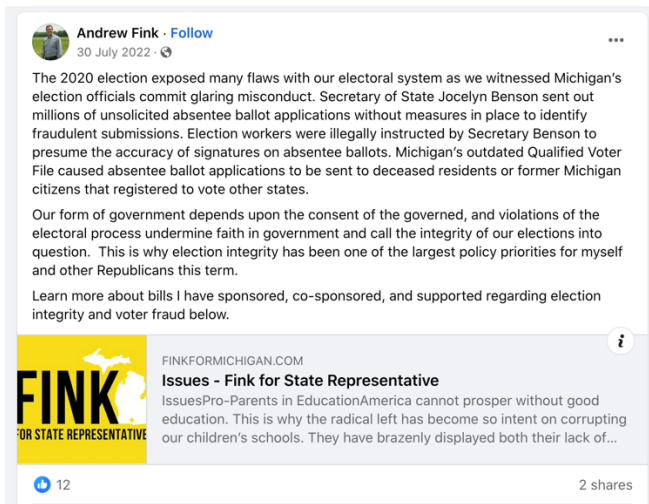 Andrew Fink · Follow
30 July 2022 ·
The 2020 election exposed many flaws with our electoral system as we witnessed Michigan's
election officials commit glaring misconduct. Secretary of State Jocelyn Benson sent out
millions of unsolicited absentee ballot applications without measures in place to identify
fraudulent submissions. Election workers were illegally instructed by Secretary Benson to
presume the accuracy of signatures on absentee ballots. Michigan's outdated Qualified Voter
File caused absentee ballot applications to be sent to deceased residents or former Michigan
citizens that registered to vote other states.
Our form of government depends upon the consent of the governed, and violations of the
electoral process undermine faith in government and call the integrity of our elections into
question.  This is why election integrity has been one of the largest policy priorities for myself
and other Republicans this term.
Learn more about bills I have sponsored, co-sponsored, and supported regarding election
integrity and voter fraud below.
FINK
FOR STATE REPRESENTATIVE
FINKFORMICHIGAN.COM
Issues - Fink for State Representative
IssuesPro-Parents in EducationAmerica cannot prosper without good
education. This is why the radical left has become so intent on corrupting
our children's schools. They have brazenly displayed both their lack of...
12
2 shares